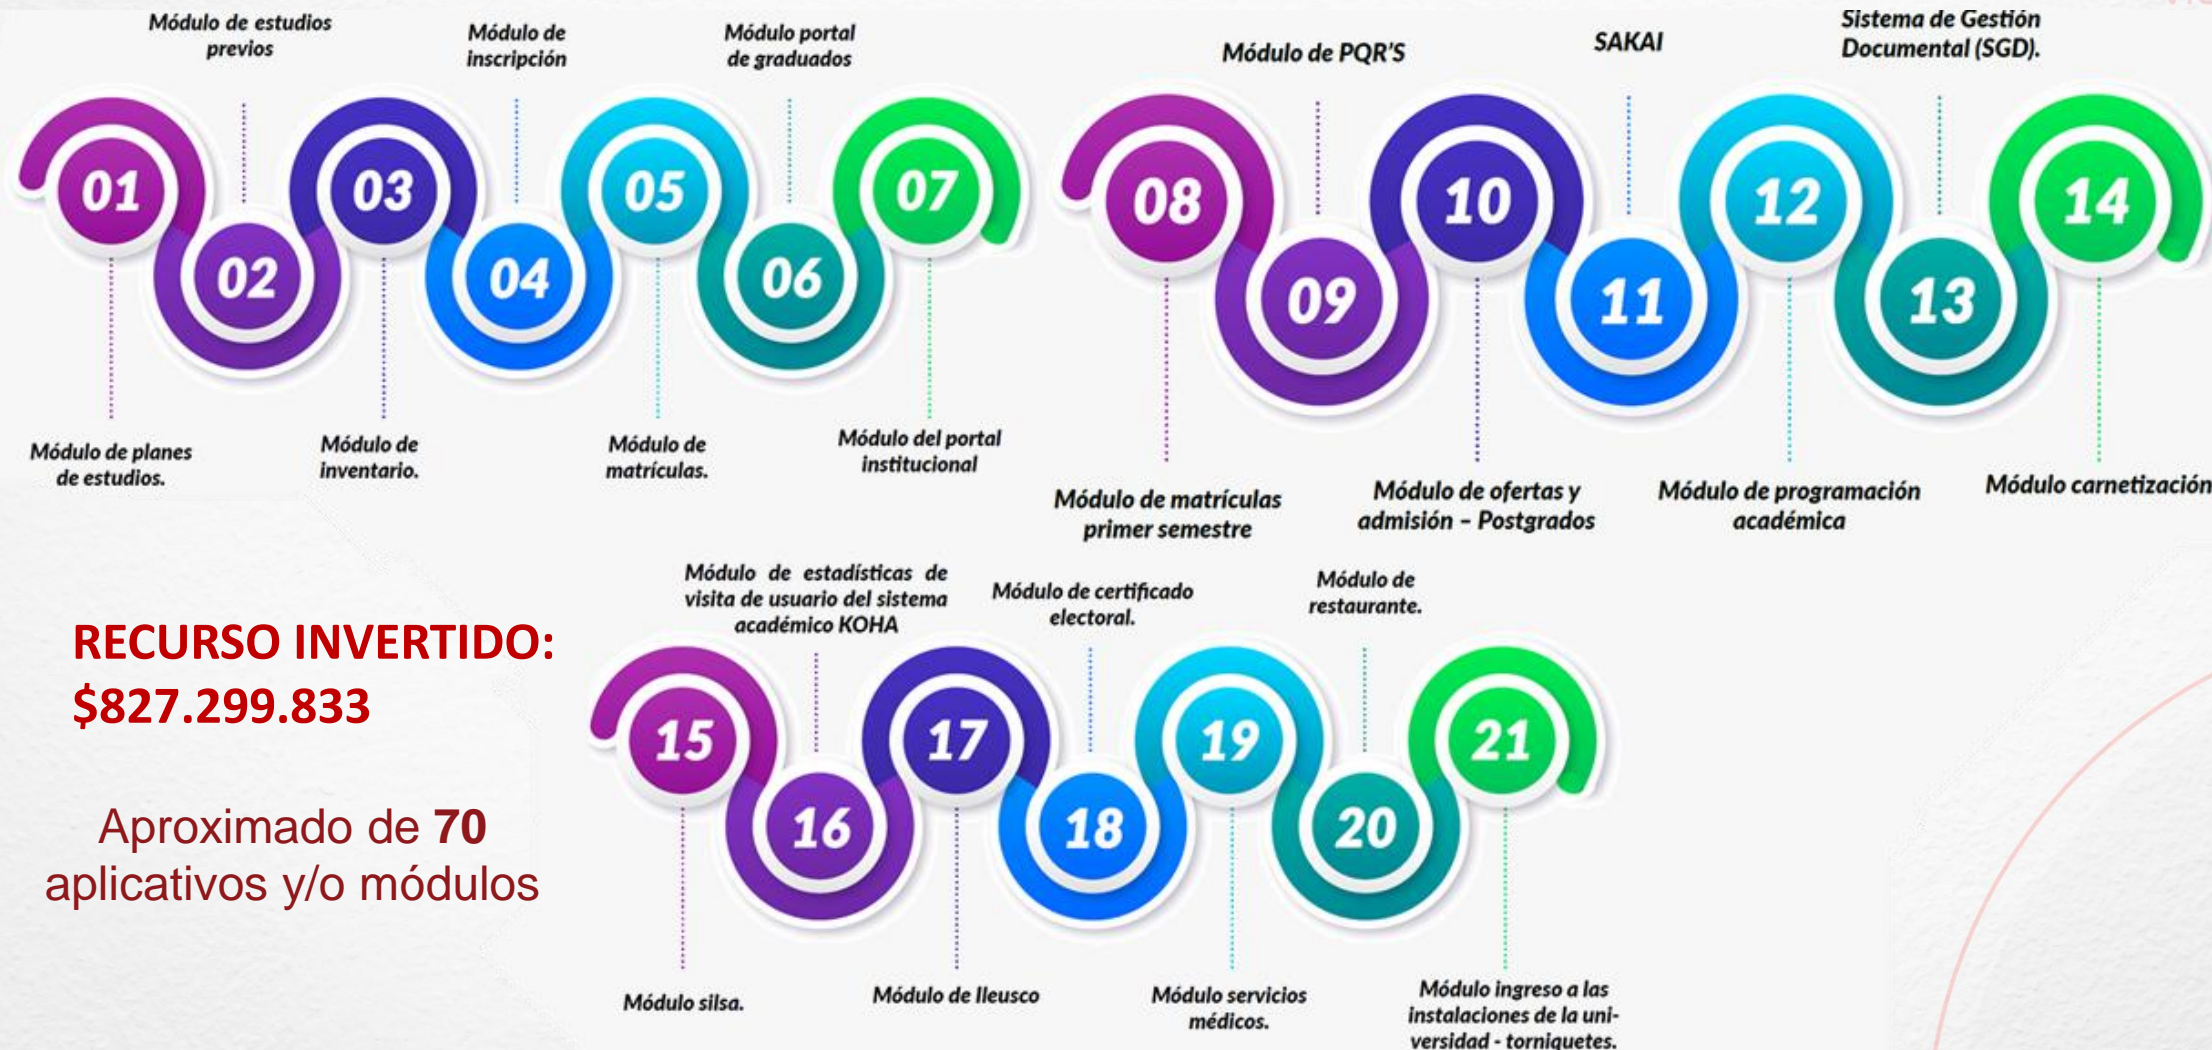 Módulo de estudios
previos
Módulo de
inscripción
Módulo portal
de graduados
01
02
03
04
05
06
07
Módulo de planes
de estudios.
Módulo de
inventario.
Módulo de
matrículas.
Módulo del portal
institucional
Módulo de PQR'S
SAKAI
Sistema de Gestión
Documental (SGD).
08
09
10
11
12
13
14
Módulo de matrículas
primer semestre
Módulo de ofertas y
admisión – Postgrados
Módulo de programación
académica
Módulo carnetización
RECURSO INVERTIDO:
$827.299.833
Aproximado de 70
aplicativos y/o módulos
Módulo de estadísticas de
visita de usuario del sistema
académico KOHA
Módulo de certificado
electoral.
Módulo de
restaurante.
15
16
17
18
19
20
21
Módulo silsa.
Módulo de Ileusco
Módulo servicios
médicos.
Módulo ingreso a las
instalaciones de la uni-
versidad - torniquetes.